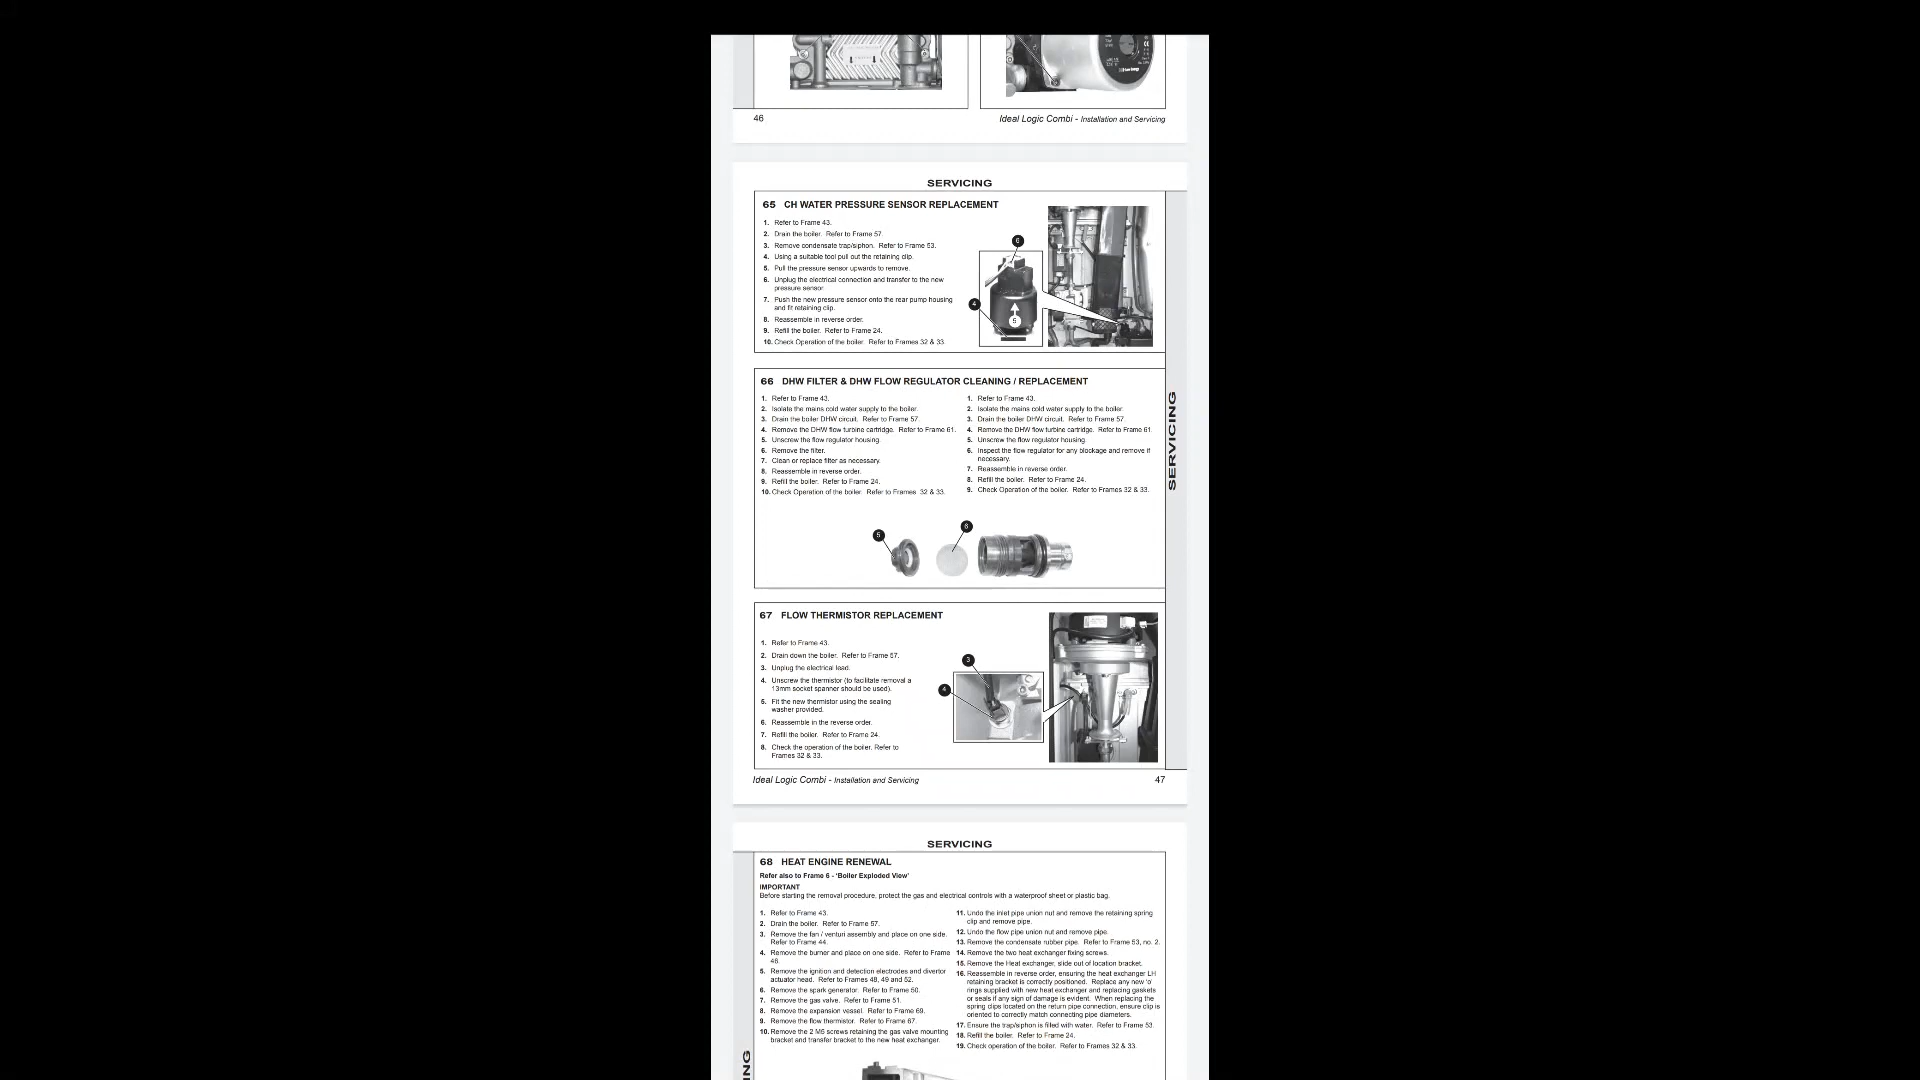 46
Ideal Logic Combi - Installation and Servicing
SERVICING
65 CH WATER PRESSURE SENSOR REPLACEMENT
1. Refer to Frame 43.
2. Drain the boiler. Refer to Frame 57.
3. Remove condensate trap/siphon. Refer to Frame 53.
4. Using a suitable tool pull out the retaining clip.
5. Pull the pressure sensor upwards to remove.
6. Unplug the electrical connection and transfer to the new
pressure sensor.
7. Push the new pressure sensor onto the rear pump housing
and fit retaining clip.
8. Reassemble in reverse order.
9. Refill the boiler. Refer to Frame 24.
10. Check Operation of the boiler. Refer to Frames 32 & 33.
6
4
5
66 DHW FILTER & DHW FLOW REGULATOR CLEANING / REPLACEMENT
1. Refer to Frame 43.
2. Isolate the mains cold water supply to the boiler.
3. Drain the boiler DHW circuit. Refer to Frame 57.
4. Remove the DHW flow turbine cartridge. Refer to Frame 61.
5. Unscrew the flow regulator housing.
6. Remove the filter.
7. Clean or replace filter as necessary.
8. Reassemble in reverse order.
9. Refill the boiler. Refer to Frame 24.
10. Check Operation of the boiler. Refer to Frames 32 & 33.
1. Refer to Frame 43.
2. Isolate the mains cold water supply to the boiler.
3. Drain the boiler DHW circuit. Refer to Frame 57.
4. Remove the DHW flow turbine cartridge. Refer to Frame 61.
5. Unscrew the flow regulator housing.
6. Inspect the flow regulator for any blockage and remove if
necessary.
7. Reassemble in reverse order.
8. Refill the boiler. Refer to Frame 24.
9. Check Operation of the boiler. Refer to Frames 32 & 33.
5
6
SERVICING
67 FLOW THERMISTOR REPLACEMENT
1. Refer to Frame 43.
2. Drain down the boiler. Refer to Frame 57.
3. Unplug the electrical lead.
4. Unscrew the thermistor (to facilitate removal a
13mm socket spanner should be used).
5. Fit the new thermistor using the sealing
washer provided.
6. Reassemble in the reverse order.
7. Refill the boiler. Refer to Frame 24.
8. Check the operation of the boiler. Refer to
Frames 32 & 33.
3
4
Ideal Logic Combi - Installation and Servicing
47
SERVICING
68 HEAT ENGINE RENEWAL
Refer also to Frame 6 - 'Boiler Exploded View'
IMPORTANT
Before starting the removal procedure, protect the gas and electrical controls with a waterproof sheet or plastic bag.
1. Refer to Frame 43.
2. Drain the boiler. Refer to Frame 57.
3. Remove the fan / venturi assembly and place on one side.
Refer to Frame 44.
4. Remove the burner and place on one side. Refer to Frame
46.
5. Remove the ignition and detection electrodes and divertor
actuator head. Refer to Frames 48, 49 and 52.
6. Remove the spark generator. Refer to Frame 50.
7. Remove the gas valve. Refer to Frame 51.
8. Remove the expansion vessel. Refer to Frame 69.
9. Remove the flow thermistor. Refer to Frame 67.
10. Remove the 2 M5 screws retaining the gas valve mounting
bracket and transfer bracket to the new heat exchanger.
11. Undo the inlet pipe union nut and remove the retaining spring
clip and remove pipe.
12. Undo the flow pipe union nut and remove pipe.
13. Remove the condensate rubber pipe. Refer to Frame 53, no. 2.
14. Remove the two heat exchanger fixing screws.
15. Remove the Heat exchanger, slide out of location bracket.
16. Reassemble in reverse order, ensuring the heat exchanger LH
retaining bracket is correctly positioned. Replace any new 'o'
rings supplied with new heat exchanger and replacing gaskets
or seals if any sign of damage is evident. When replacing the
spring clips located on the return pipe connection, ensure clip is
oriented to correctly match connecting pipe diameters.
17. Ensure the trap/siphon is filled with water. Refer to Frame 53.
18. Refill the boiler. Refer to Frame 24.
19. Check operation of the boiler. Refer to Frames 32 & 33.